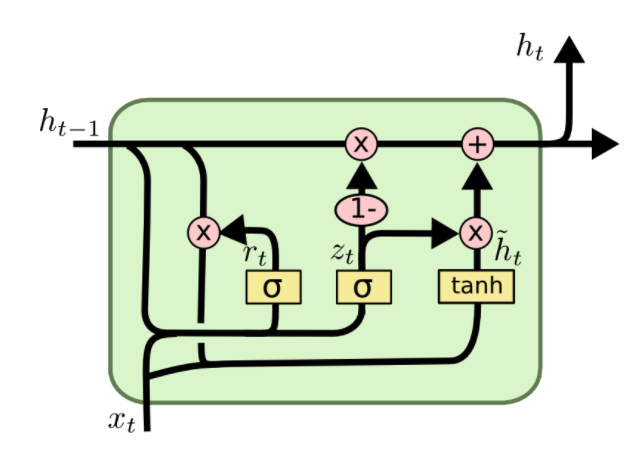 h_t
h_{t−1}
x +
1-
x r_t z_t x h̃_t
σ σ tanh
x_t